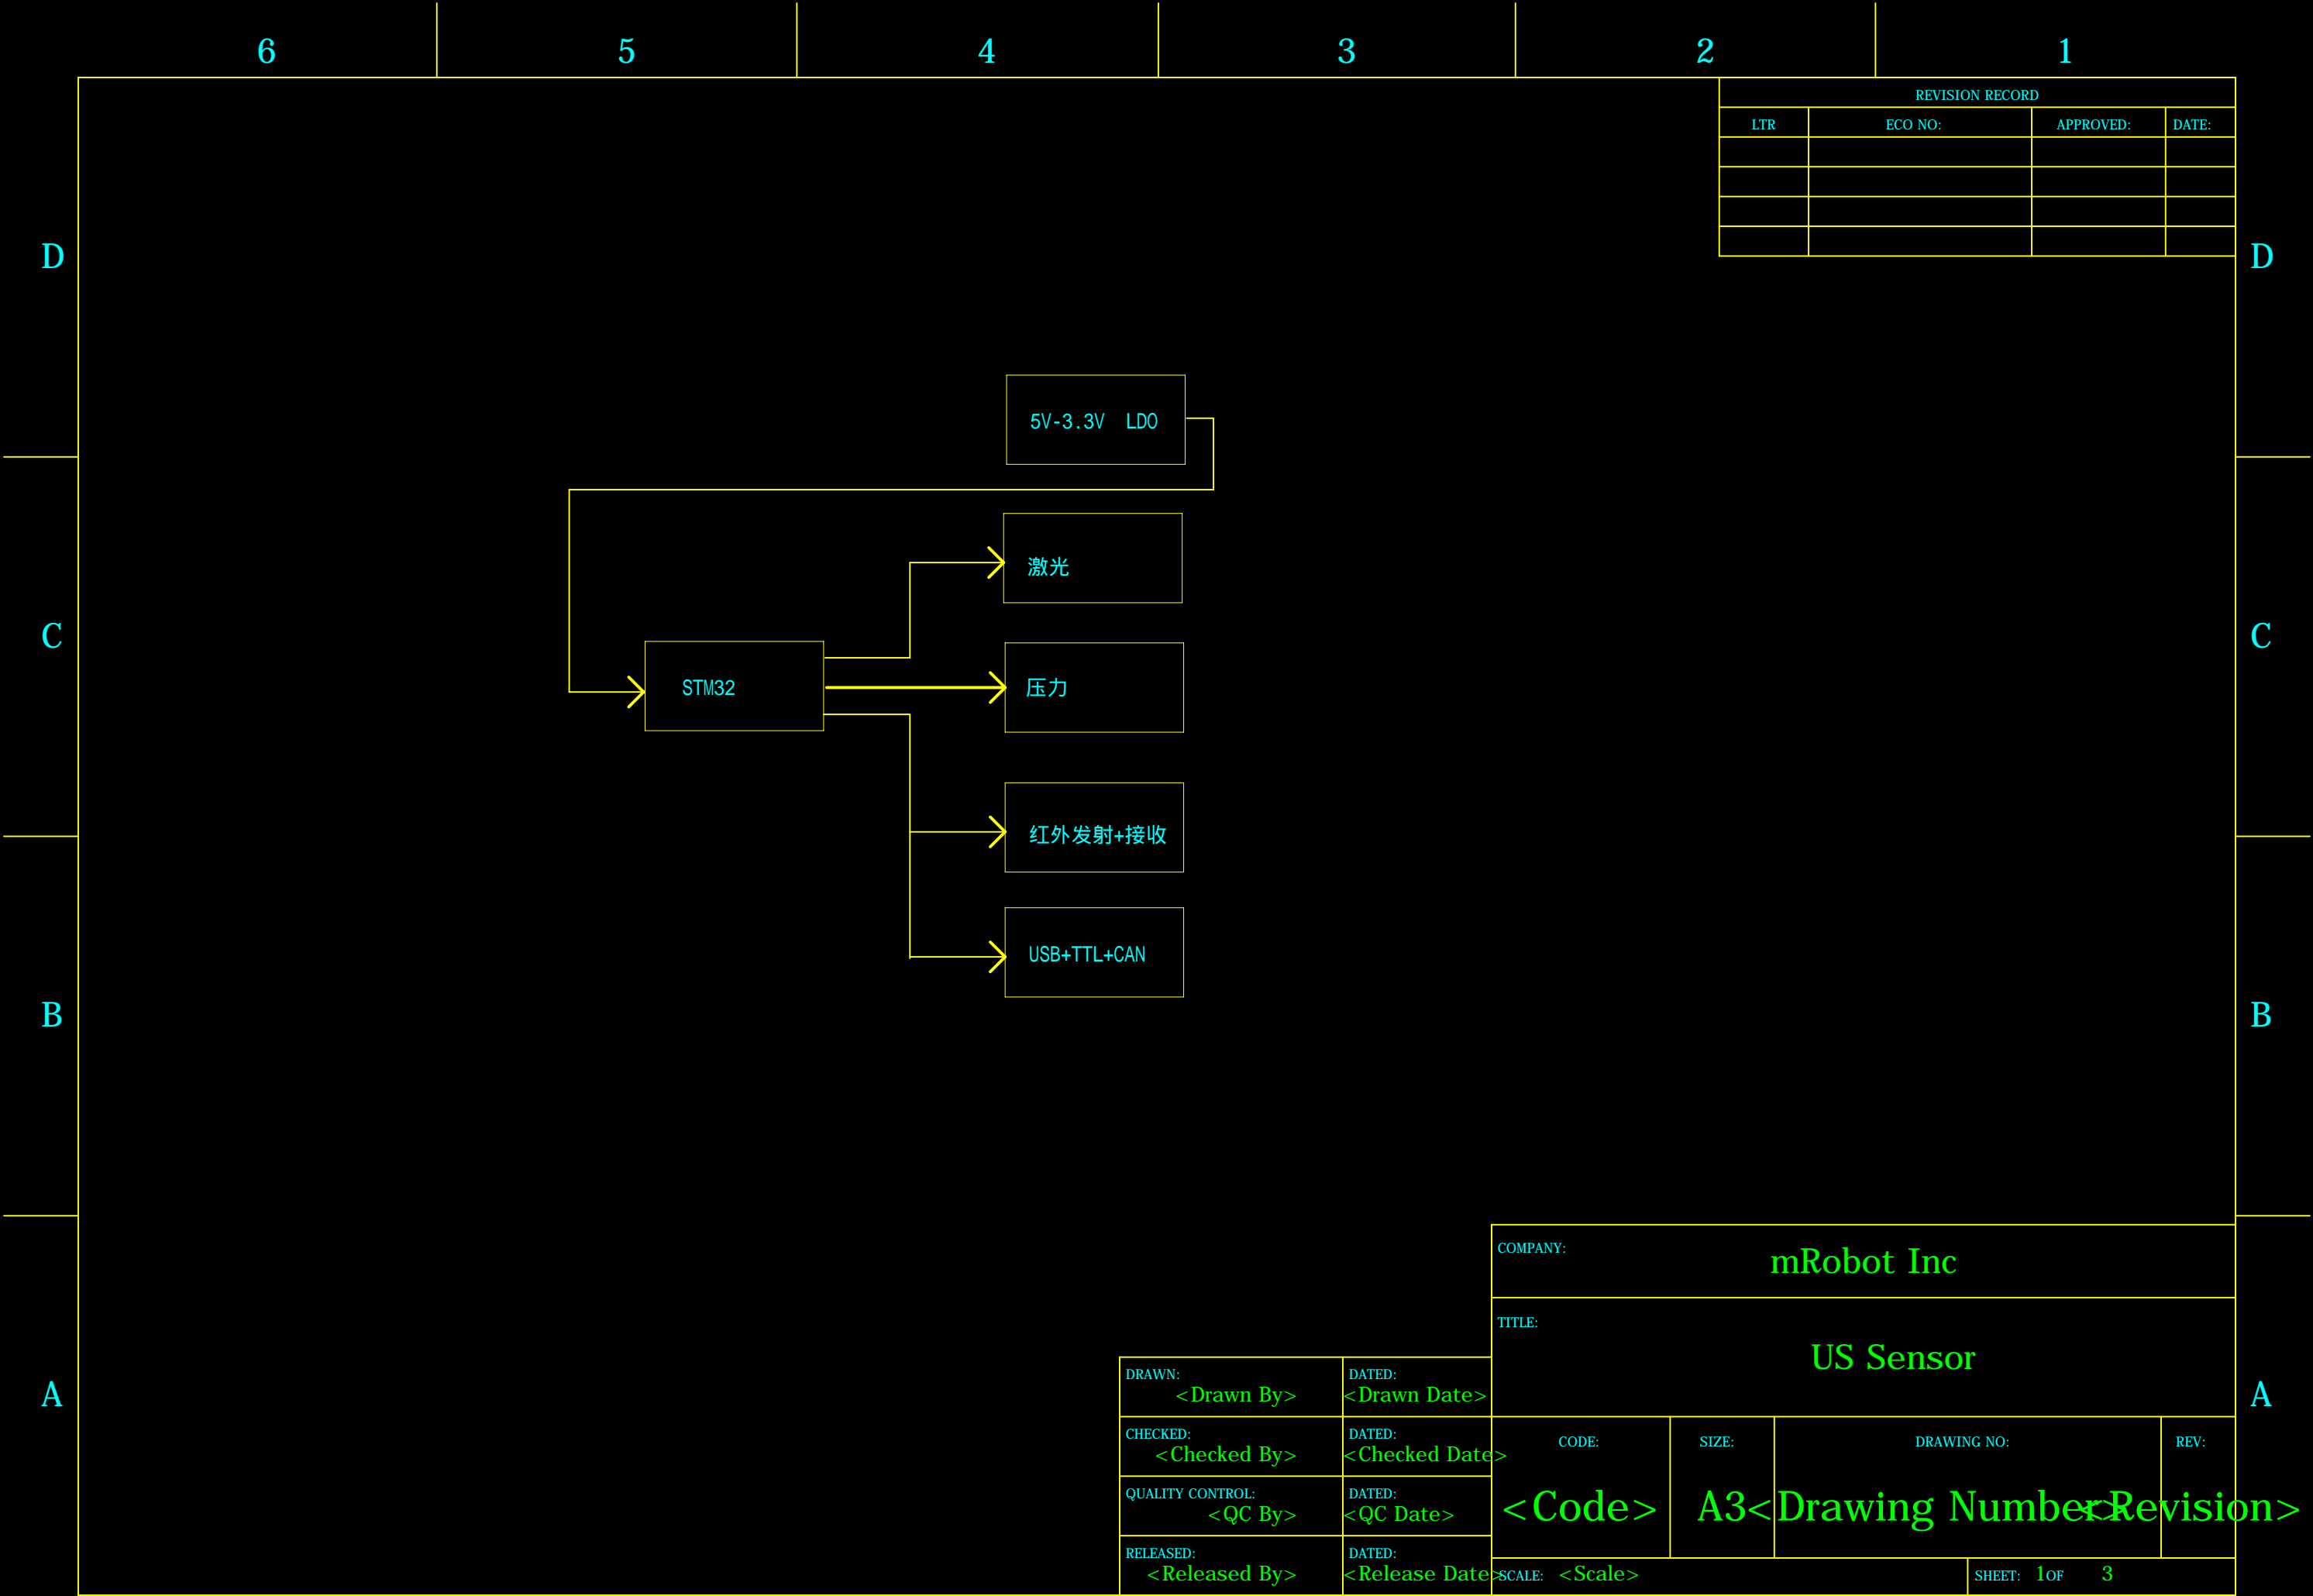 6 5 4 3 2 1
REVISION RECORD
LTR ECO NO: APPROVED: DATE:
D D
5V-3.3V LDO
激光
C C
STM32 压力
红外发射+接收
USB+TTL+CAN
B B
COMPANY:
mRobot Inc
TITLE:
US Sensor
DRAWN: DATED:
<Drawn By> <Drawn Date>
A A
CHECKED: DATED:
<Checked By> <Checked Date>
CODE: SIZE: DRAWING NO: REV:
QUALITY CONTROL: DATED:
<QC By> <QC Date>
<Code> A3 <Drawing Number> <Revision>
RELEASED: DATED:
<Released By> <Release Date>
SCALE: <Scale> SHEET: 1 OF 3